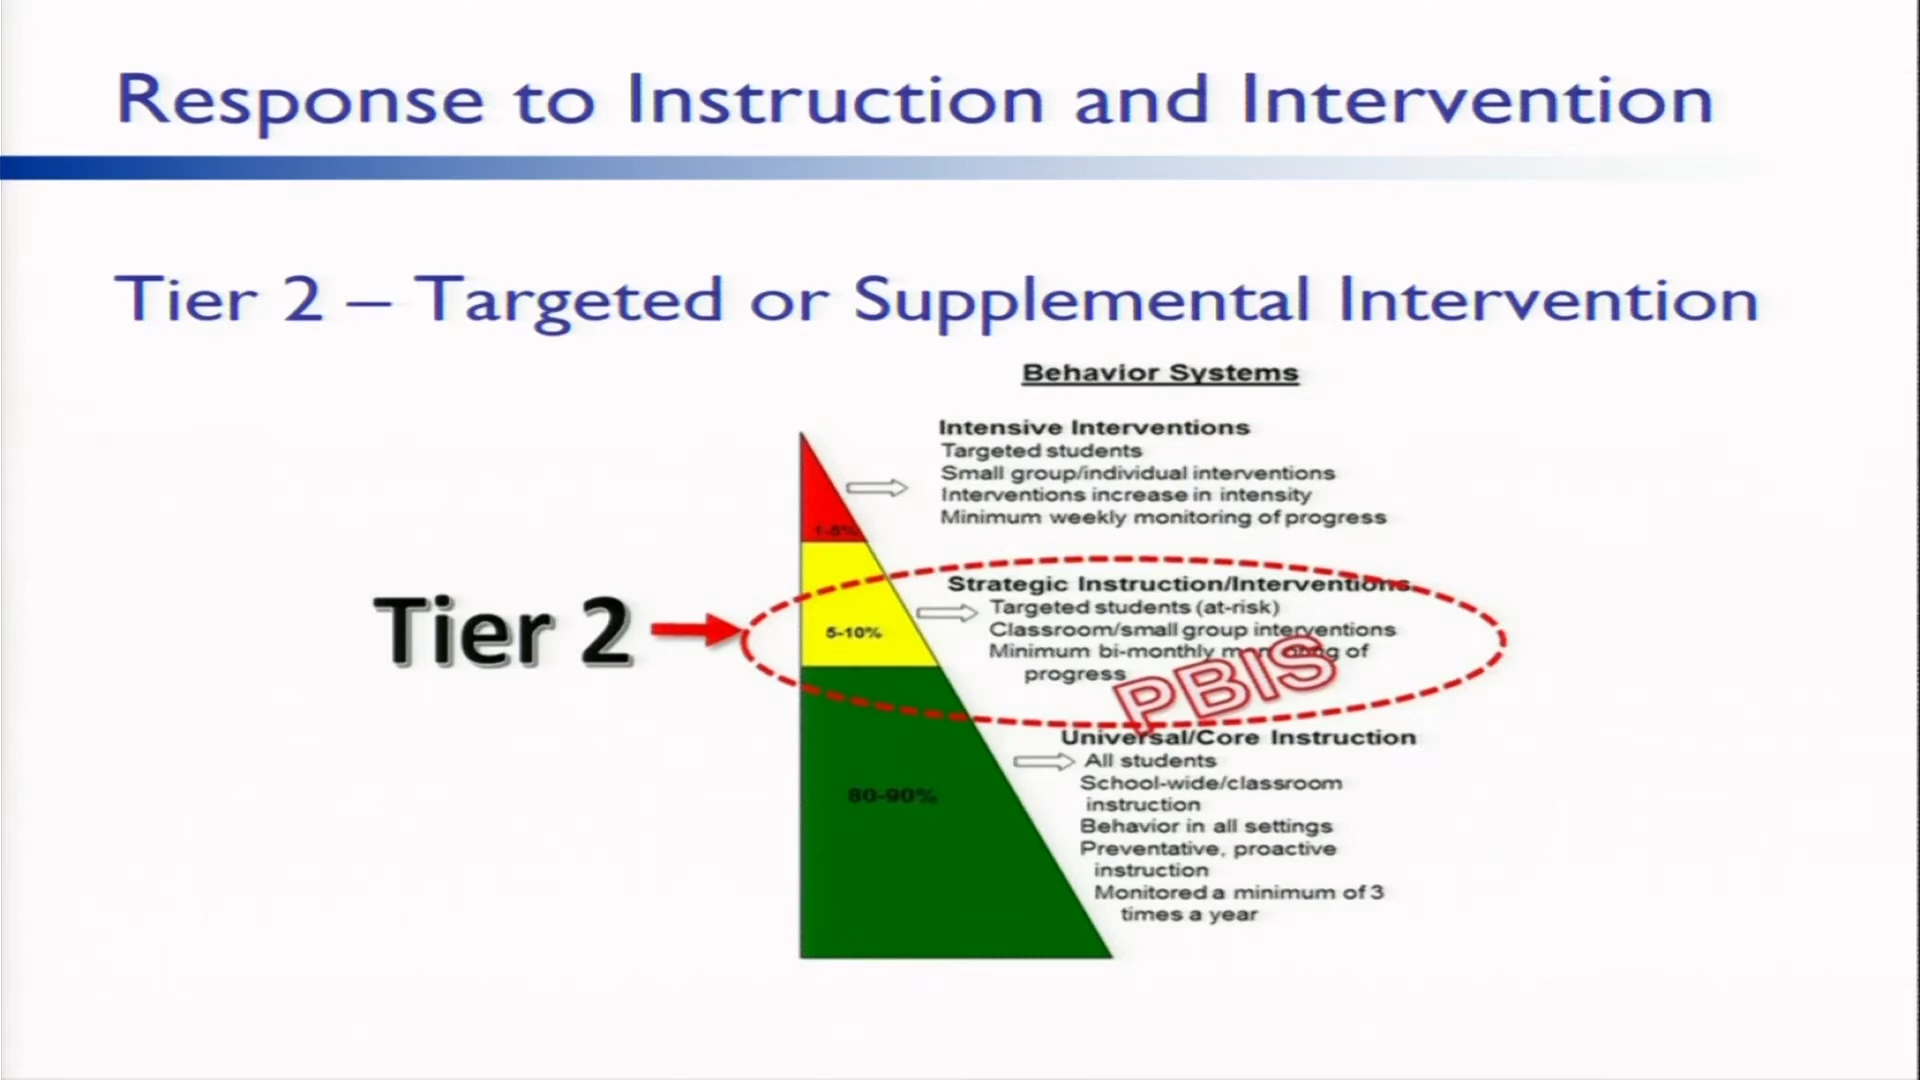 Response to Instruction and Intervention
Tier 2 – Targeted or Supplemental Intervention
Behavior Systems
Intensive Interventions
Targeted students
Small group/individual interventions
Interventions increase in intensity
Minimum weekly monitoring of progress
1-5%
Tier 2
5-10%
Strategic Instruction/Interventions
Targeted students (at-risk)
Classroom/small group interventions
Minimum bi-monthly monitoring of
progress
PBIS
80-90%
Universal/Core Instruction
All students
School-wide/classroom
instruction
Behavior in all settings
Preventative, proactive
instruction
Monitored a minimum of 3
times a year